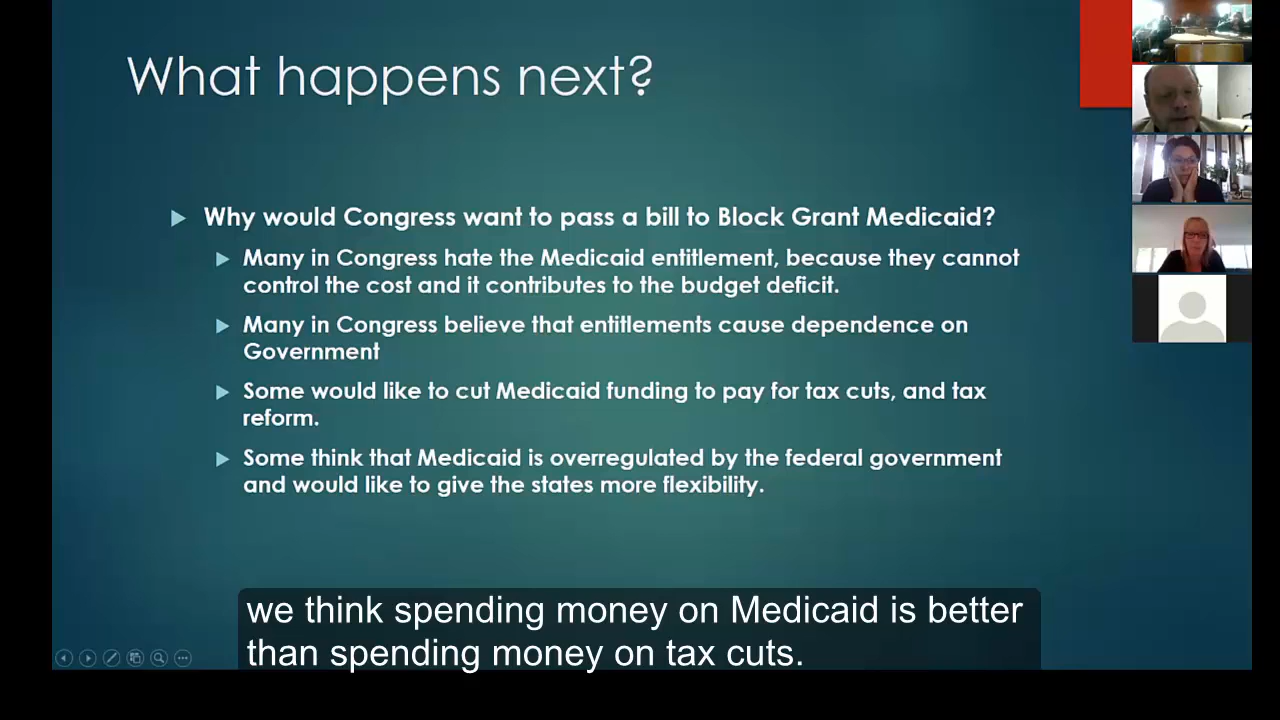 What happens next?
Why would Congress want to pass a bill to Block Grant Medicaid?
Many in Congress hate the Medicaid entitlement, because they cannot
control the cost and it contributes to the budget deficit.
Many in Congress believe that entitlements cause dependence on
Government
Some would like to cut Medicaid funding to pay for tax cuts, and tax
reform.
Some think that Medicaid is overregulated by the federal government
and would like to give the states more flexibility.
we think spending money on Medicaid is better
than spending money on tax cuts.